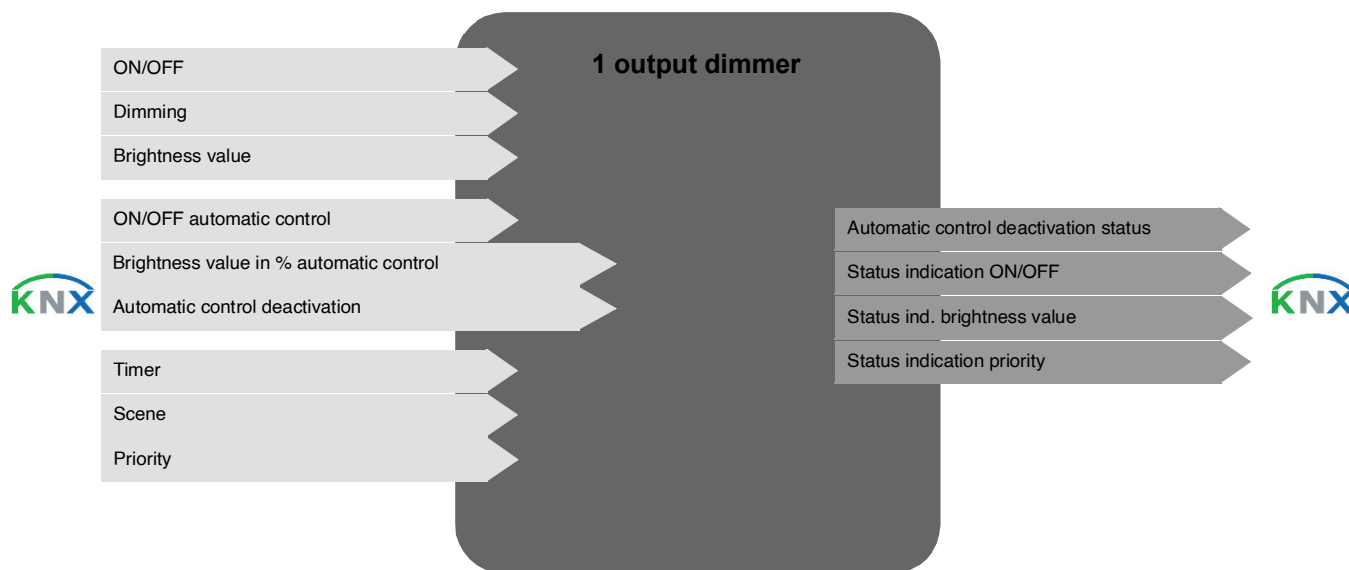 1 output dimmer
ON/OFF
Dimming
Brightness value
ON/OFF automatic control
Brightness value in % automatic control
Automatic control deactivation
Timer
Scene
Priority
KNX
Automatic control deactivation status
Status indication ON/OFF
Status ind. brightness value
Status indication priority
KNX